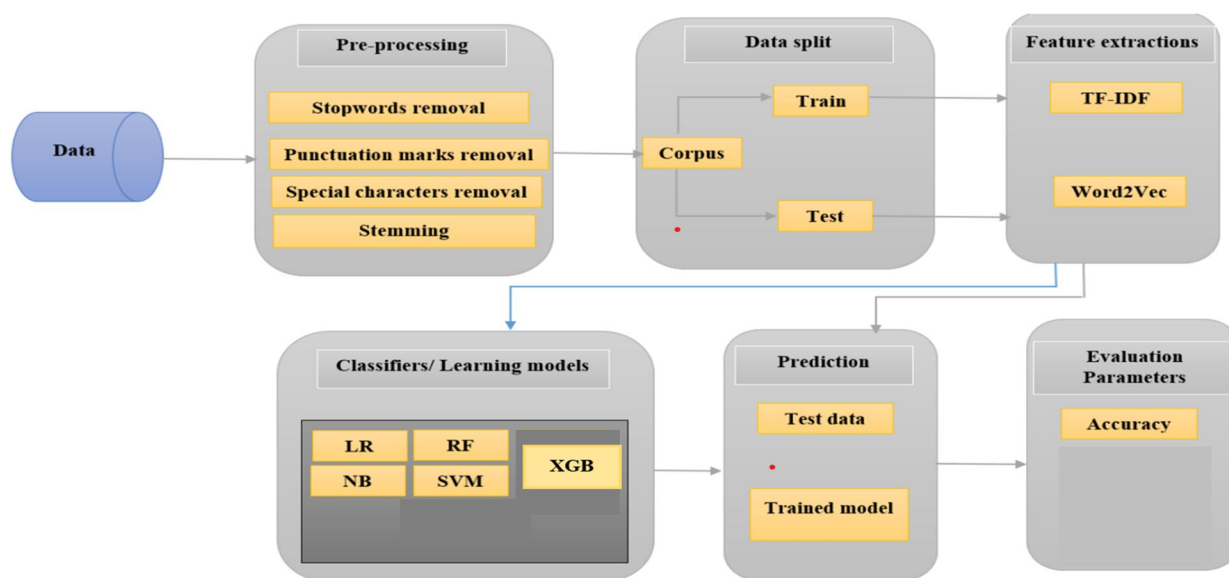 Data
Pre-processing
Stopwords removal
Punctuation marks removal
Special characters removal
Stemming
Data split
Corpus
Train
Test
Feature extractions
TF-IDF
Word2Vec
Classifiers/ Learning models
LR
RF
NB
SVM
XGB
Prediction
Test data
Trained model
Evaluation
Parameters
Accuracy